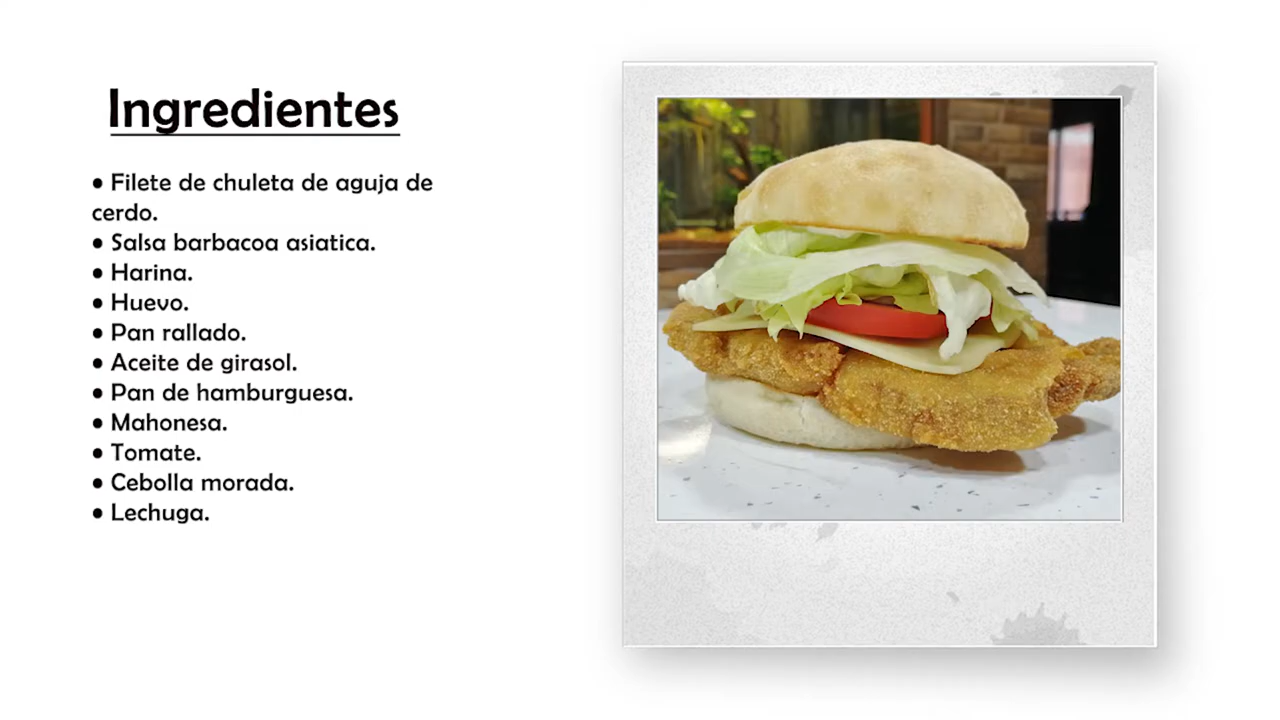 Ingredientes
• Filete de chuleta de aguja de
cerdo.
• Salsa barbacoa asiatica.
• Harina.
• Huevo.
• Pan rallado.
• Aceite de girasol.
• Pan de hamburguesa.
• Mahonesa.
• Tomate.
• Cebolla morada.
• Lechuga.